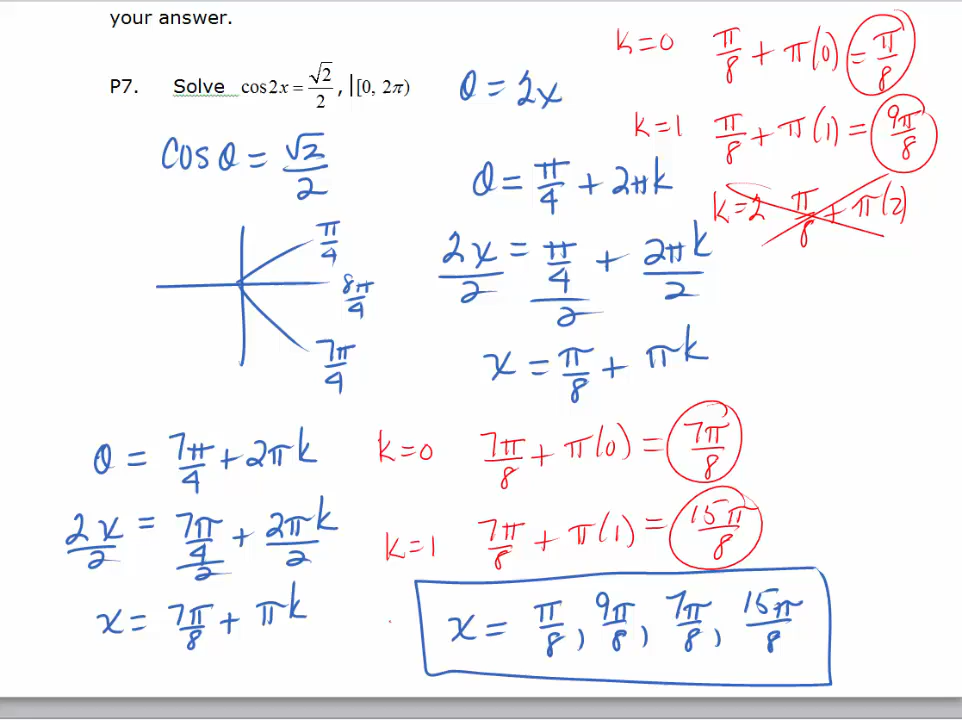 your answer.
P7. Solve cos2x = √2/2 , |[0, 2π)
θ = 2x
cos θ = √2/2
π/4
8π/4
7π/4
θ = π/4 + 2πk
2x/2 = π/4/2 + 2πk/2
x = π/8 + πk
k=0 π/8 + π(0) = π/8
k=1 π/8 + π(1) = 9π/8
k=2 π/8 + π(2)
θ = 7π/4 + 2πk
2x/2 = 7π/4/2 + 2πk/2
x = 7π/8 + πk
k=0 7π/8 + π(0) = 7π/8
k=1 7π/8 + π(1) = 15π/8
x = π/8, 9π/8, 7π/8, 15π/8